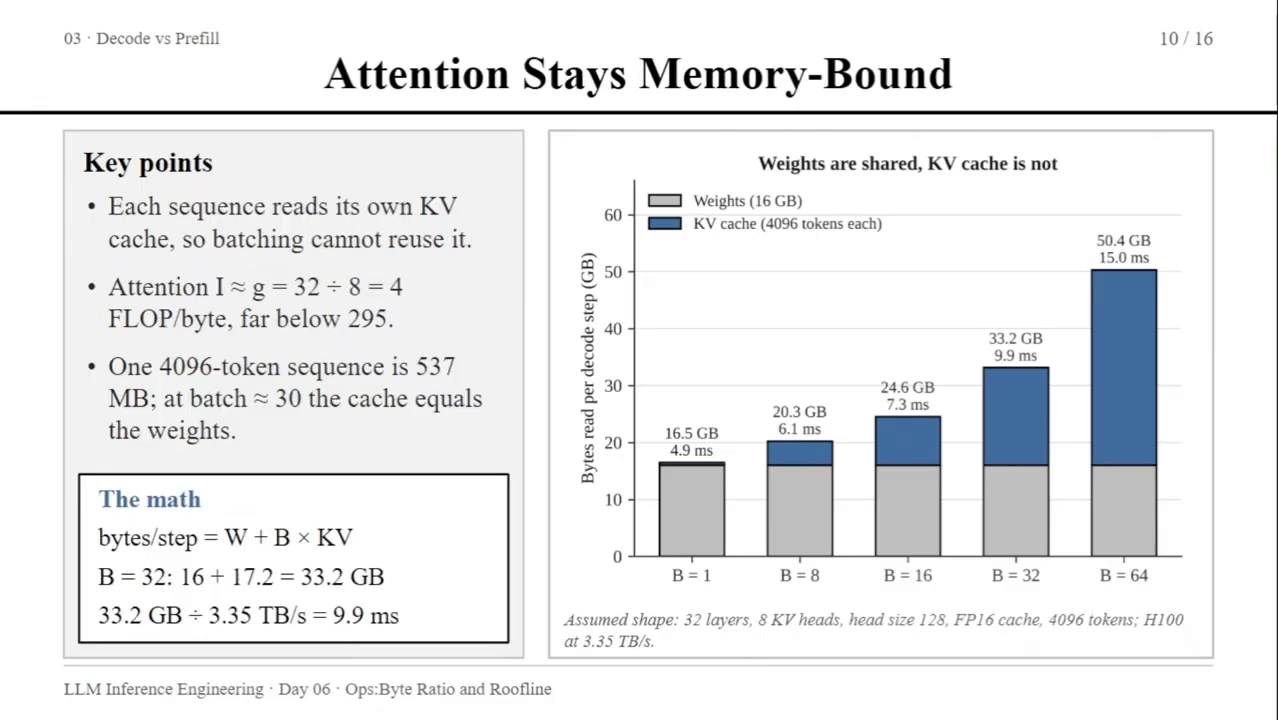 03 · Decode vs Prefill
10 / 16
Attention Stays Memory-Bound
Key points
• Each sequence reads its own KV
cache, so batching cannot reuse it.
• Attention I ≈ g = 32 ÷ 8 = 4
FLOP/byte, far below 295.
• One 4096-token sequence is 537
MB; at batch ≈ 30 the cache equals
the weights.
The math
bytes/step = W + B × KV
B = 32: 16 + 17.2 = 33.2 GB
33.2 GB ÷ 3.35 TB/s = 9.9 ms
Weights are shared, KV cache is not
Weights (16 GB)
KV cache (4096 tokens each)
Bytes read per decode step (GB)
60
50
40
30
20
10
0
16.5 GB
4.9 ms
20.3 GB
6.1 ms
24.6 GB
7.3 ms
33.2 GB
9.9 ms
50.4 GB
15.0 ms
B = 1
B = 8
B = 16
B = 32
B = 64
Assumed shape: 32 layers, 8 KV heads, head size 128, FP16 cache, 4096 tokens; H100
at 3.35 TB/s.
LLM Inference Engineering · Day 06 · Ops:Byte Ratio and Roofline